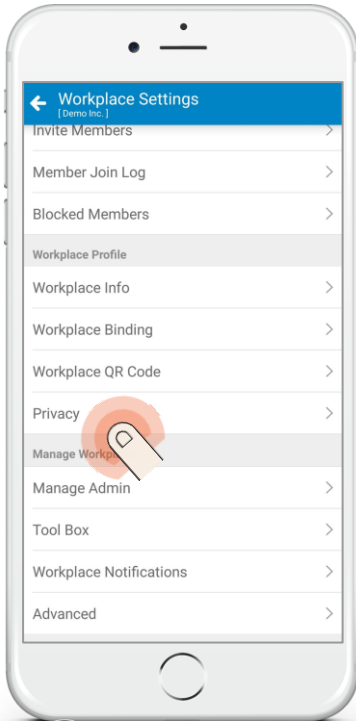 Workplace Settings
[ Demo Inc. ]
Invite Members
Member Join Log
Blocked Members
Workplace Profile
Workplace Info
Workplace Binding
Workplace QR Code
Privacy
Manage
Manage Admin
Tool Box
Workplace Notifications
Advanced